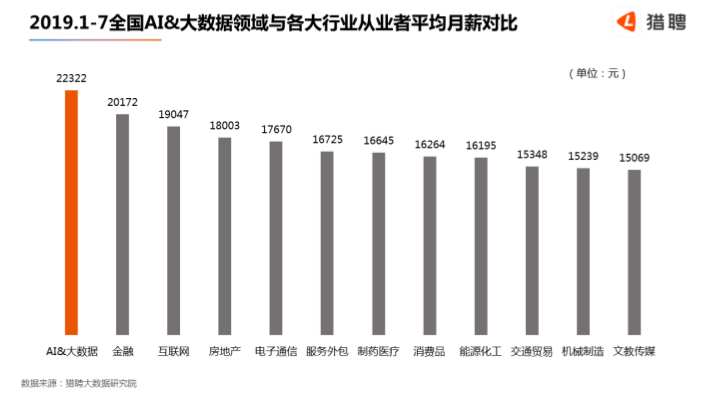 2019.1-7全国AI&大数据领域与各大行业从业者平均月薪对比
猎聘
（单位：元）
22322
20172
19047
18003
17670
16725
16645
16264
16195
15348
15239
15069
AI&大数据
金融
互联网
房地产
电子通信
服务外包
制药医疗
消费品
能源化工
交通贸易
机械制造
文教传媒
数据来源：猎聘大数据研究院